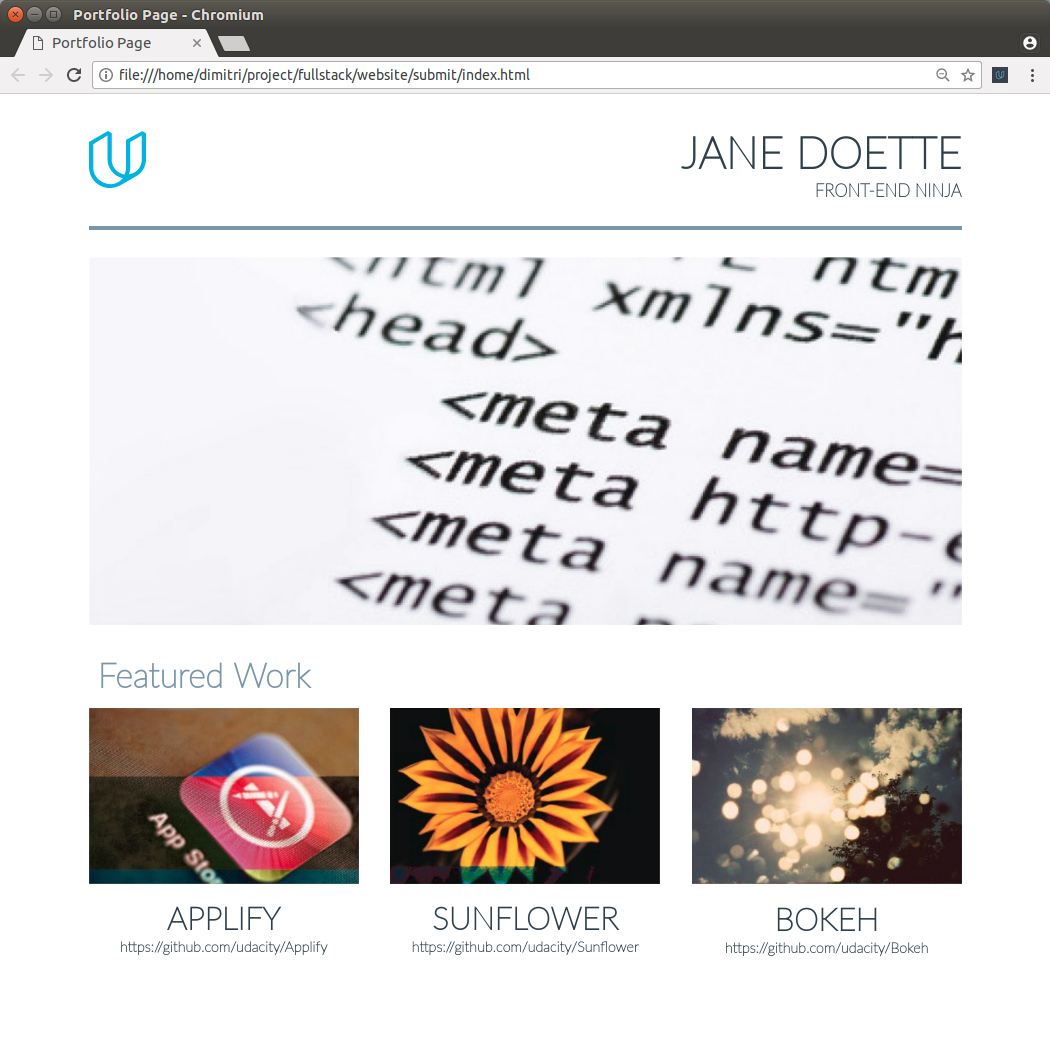 Portfolio Page - Chromium
Portfolio Page
file:///home/dimitri/project/fullstack/website/submit/index.html
JANE DOETTE
FRONT-END NINJA
<html
htm
<head> xmlns="h
<meta name=
<meta http-e
<meta name="
<meta
Featured Work
App Stor
APPLIFY
SUNFLOWER
BOKEH
https://github.com/udacity/Applify
https://github.com/udacity/Sunflower
https://github.com/udacity/Bokeh